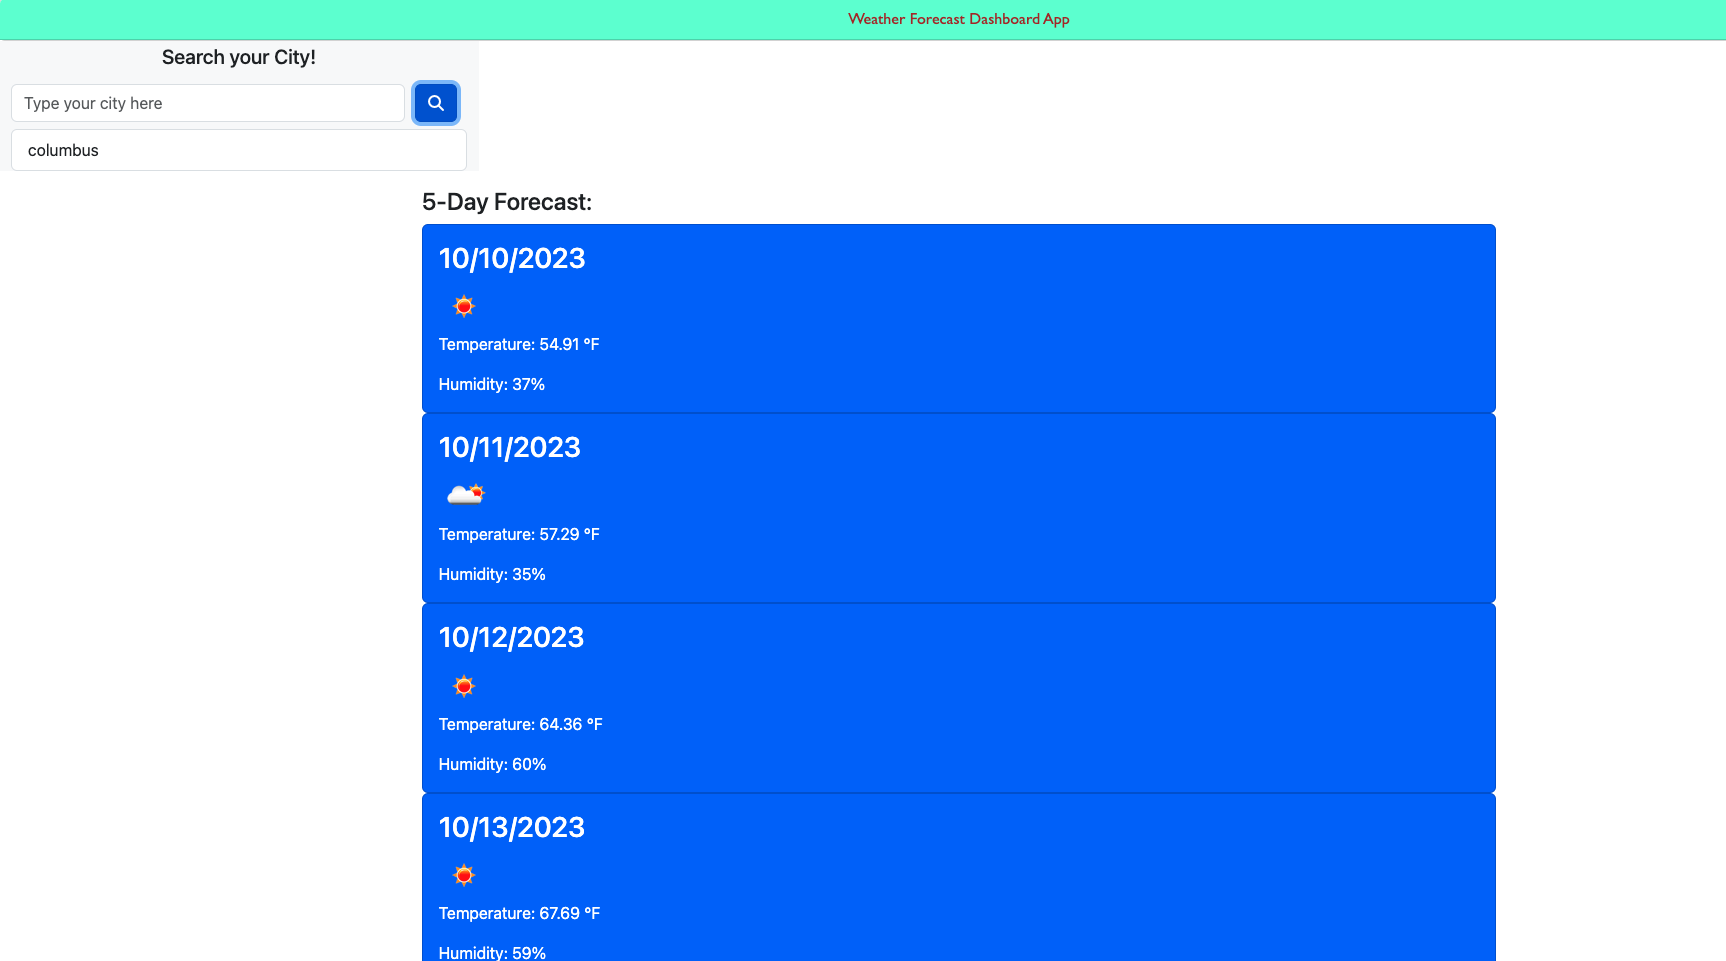 Weather Forecast Dashboard App
Search your City!
Type your city here
columbus
5-Day Forecast:
10/10/2023
Temperature: 54.91 °F
Humidity: 37%
10/11/2023
Temperature: 57.29 °F
Humidity: 35%
10/12/2023
Temperature: 64.36 °F
Humidity: 60%
10/13/2023
Temperature: 67.69 °F
Humidity: 59%